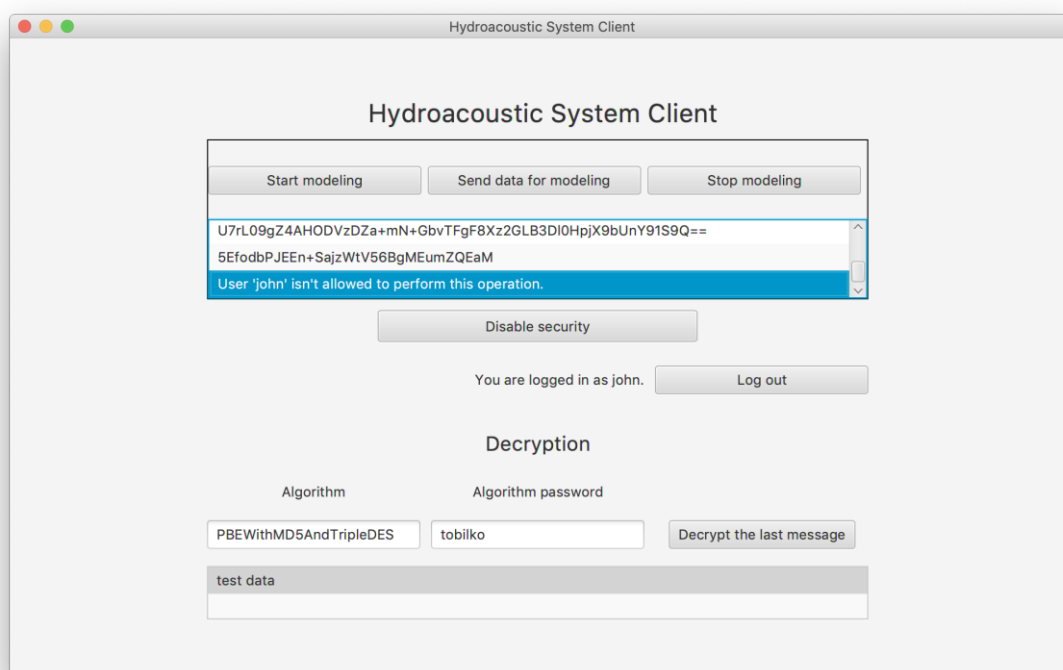 Hydroacoustic System Client
Hydroacoustic System Client
Start modeling Send data for modeling Stop modeling
U7rL09gZ4AHODVzDZa+mN+GbvTFgF8Xz2GLB3Dl0HpjX9bUnY91S9Q==
5EfodbPJEEn+SajzWtV56BgMEumZQEaM
User 'john' isn't allowed to perform this operation.
Disable security
You are logged in as john. Log out
Decryption
Algorithm Algorithm password
PBEWithMD5AndTripleDES tobilko Decrypt the last message
test data